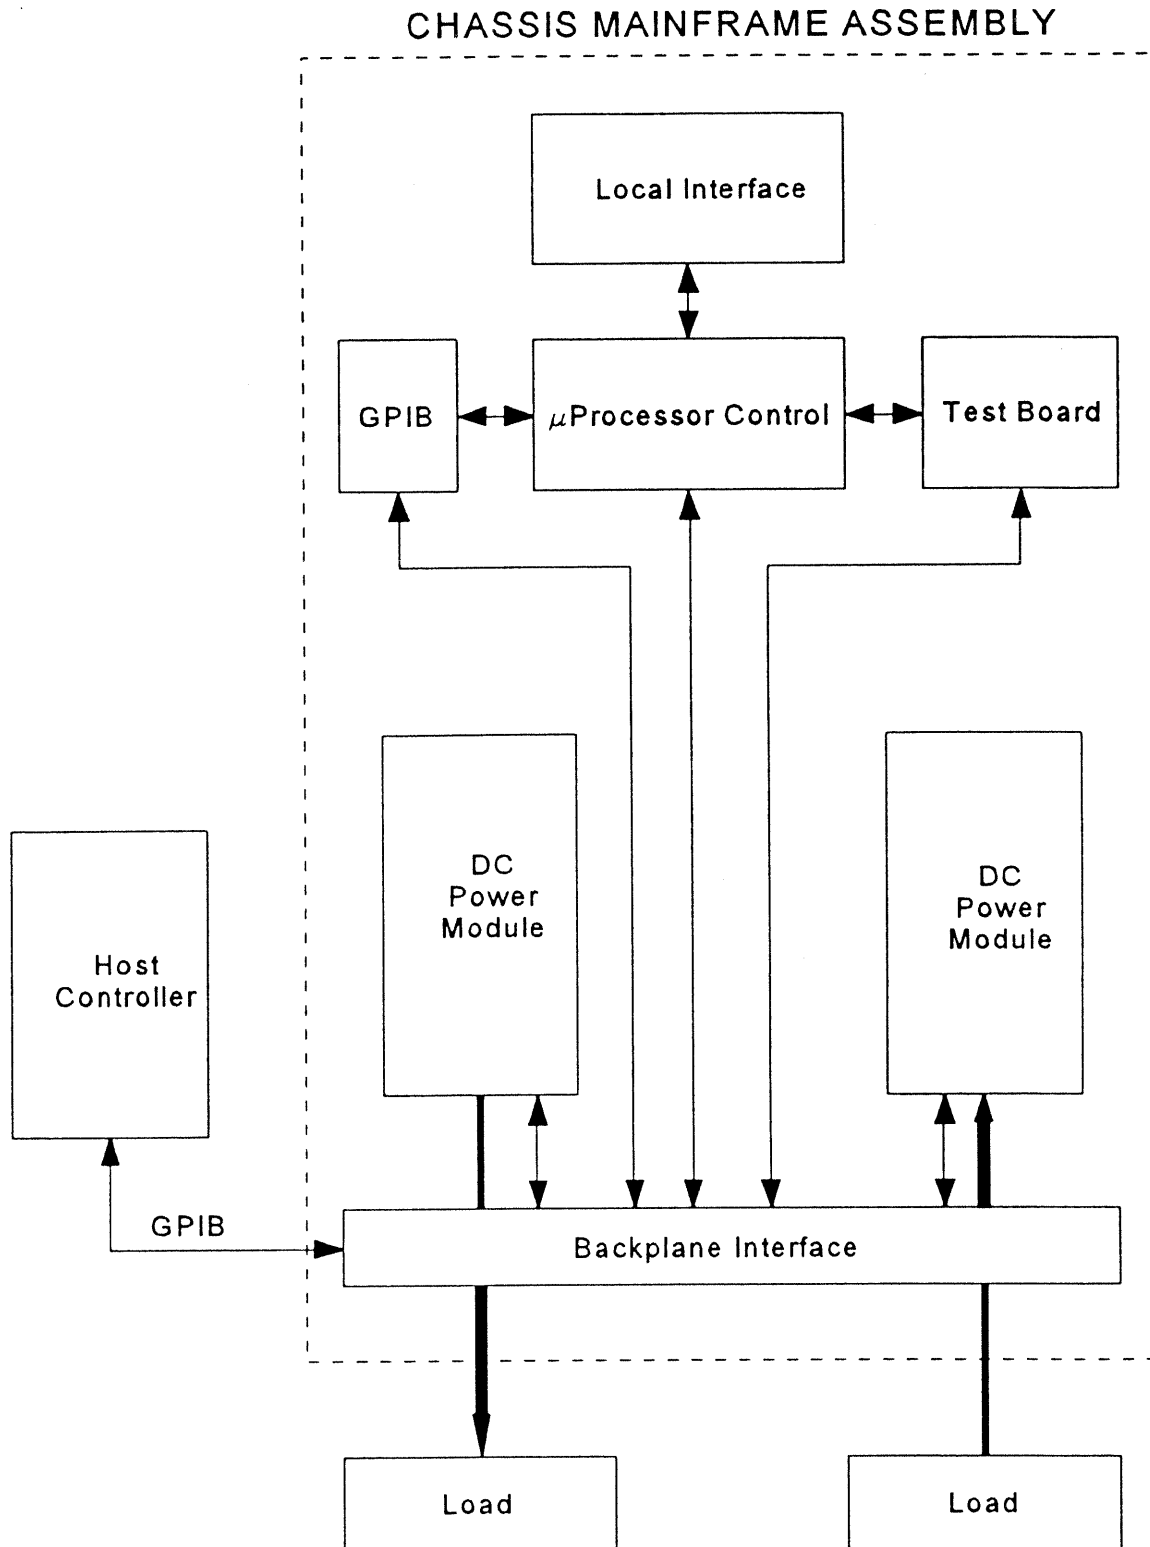 CHASSIS MAINFRAME ASSEMBLY
Local Interface
GPIB
μProcessor Control
Test Board
DC
Power
Module
DC
Power
Module
Host
Controller
GPIB
Backplane Interface
Load
Load